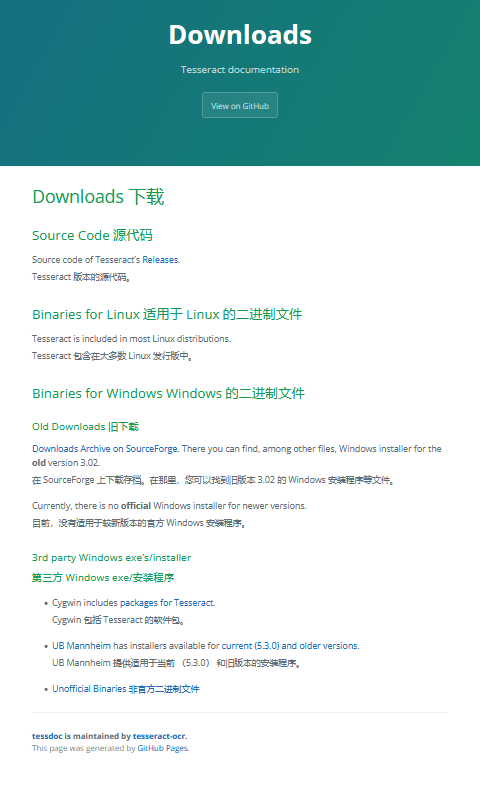 Downloads
Tesseract documentation
View on GitHub
Downloads 下载
Source Code 源代码
Source code of Tesseract's Releases.
Tesseract 版本的源代码。
Binaries for Linux 适用于 Linux 的二进制文件
Tesseract is included in most Linux distributions.
Tesseract 包含在大多数 Linux 发行版中。
Binaries for Windows Windows 的二进制文件
Old Downloads 旧下载
Downloads Archive on SourceForge. There you can find, among other files, Windows installer for the
old version 3.02.
在 SourceForge 上下载存档。在那里，您可以找到旧版本 3.02 的 Windows 安装程序等文件。
Currently, there is no official Windows installer for newer versions.
目前，没有适用于较新版本的官方 Windows 安装程序。
3rd party Windows exe's/installer
第三方 Windows exe/安装程序
• Cygwin includes packages for Tesseract.
Cygwin 包括 Tesseract 的软件包。
• UB Mannheim has installers available for current (5.3.0) and older versions.
UB Mannheim 提供适用于当前 （5.3.0） 和旧版本的安装程序。
• Unofficial Binaries 非官方二进制文件
tessdoc is maintained by tesseract-ocr.
This page was generated by GitHub Pages.